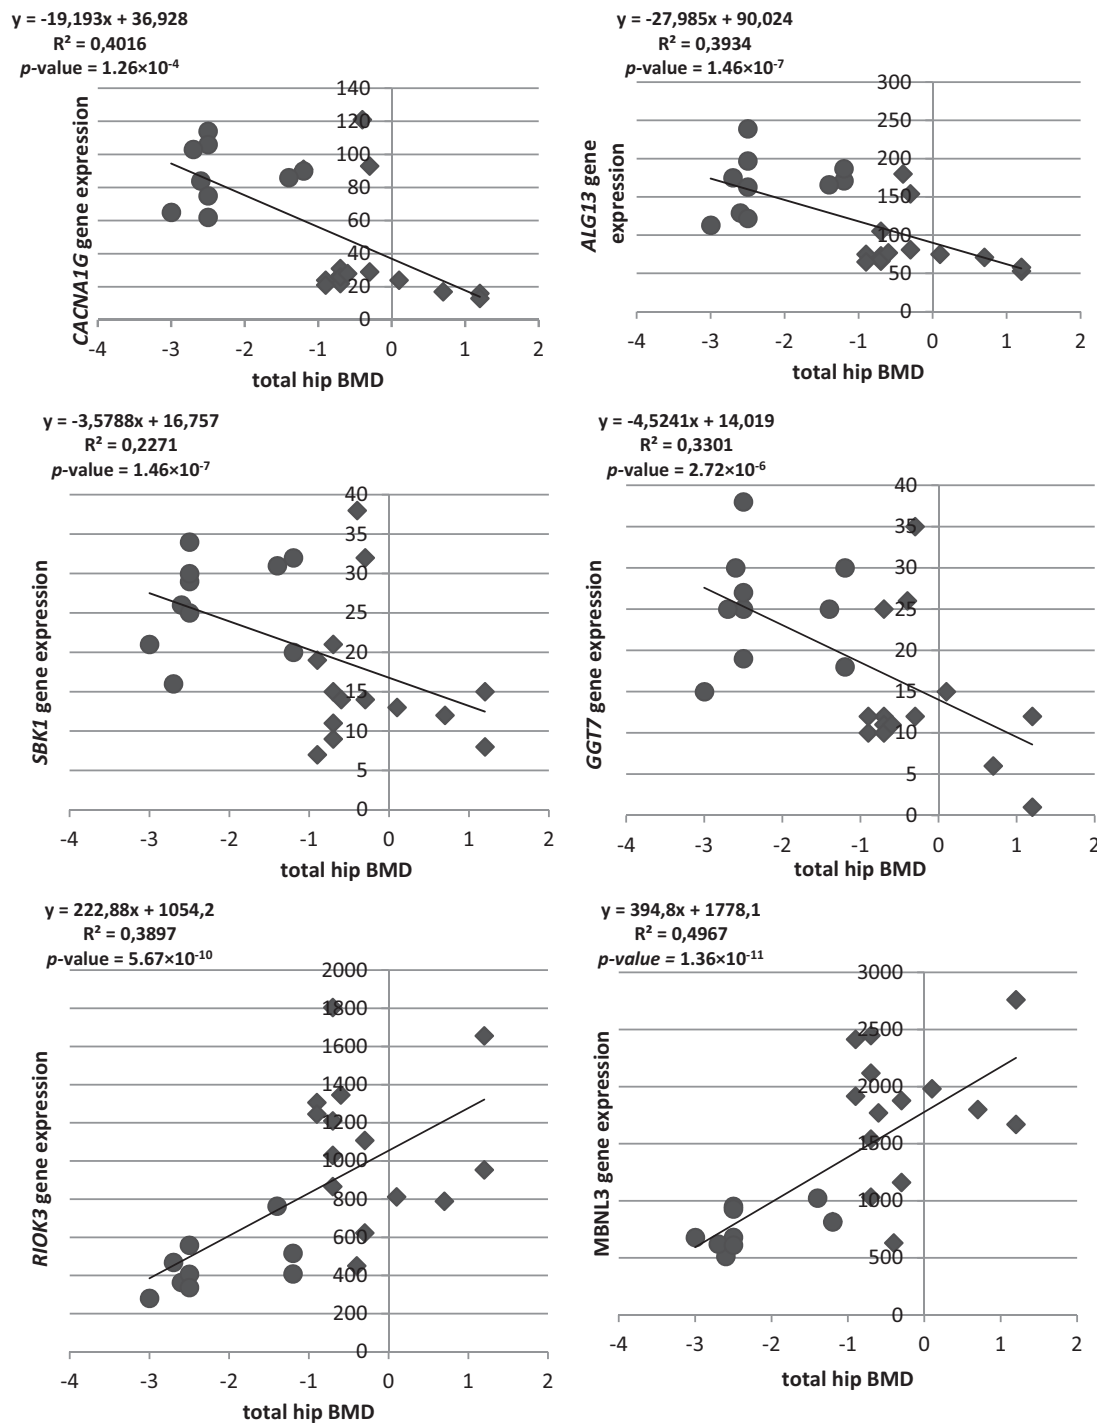 y = -19,193x + 36,928
R² = 0,4016
p-value = 1.26×10-4
CACNA1G gene expression
140
120
100
80
60
40
20
0
-4 -3 -2 -1 0 1 2
total hip BMD
y = -27,985x + 90,024
R² = 0,3934
p-value = 1.46×10-7
ALG13 gene
expression
300
250
200
150
100
50
0
-4 -3 -2 -1 0 1 2
total hip BMD
y = -3,5788x + 16,757
R² = 0,2271
p-value = 1.46×10-7
SBK1 gene expression
40
35
30
25
20
15
10
5
0
-4 -3 -2 -1 0 1 2
total hip BMD
y = -4,5241x + 14,019
R² = 0,3301
p-value = 2.72×10-6
GGT7 gene expression
40
35
30
25
20
15
10
5
0
-4 -3 -2 -1 0 1 2
total hip BMD
y = 222,88x + 1054,2
R² = 0,3897
p-value = 5.67×10-10
RIOK3 gene expression
2000
1800
1600
1400
1200
1000
800
600
400
200
0
-4 -3 -2 -1 0 1 2
total hip BMD
y = 394,8x + 1778,1
R² = 0,4967
p-value = 1.36×10-11
MBNL3 gene expression
3000
2500
2000
1500
1000
500
0
-4 -3 -2 -1 0 1 2
total hip BMD